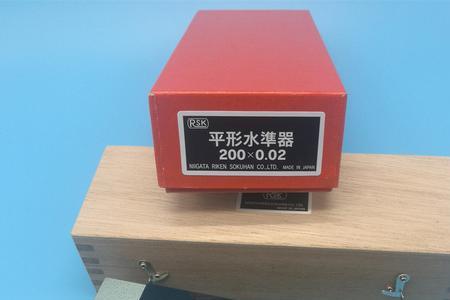 RSK
平形水準器
200×0.02
NIIGATA RIKEN SOKUHAN CO.,LTD. MADE IN JAPAN
RSK